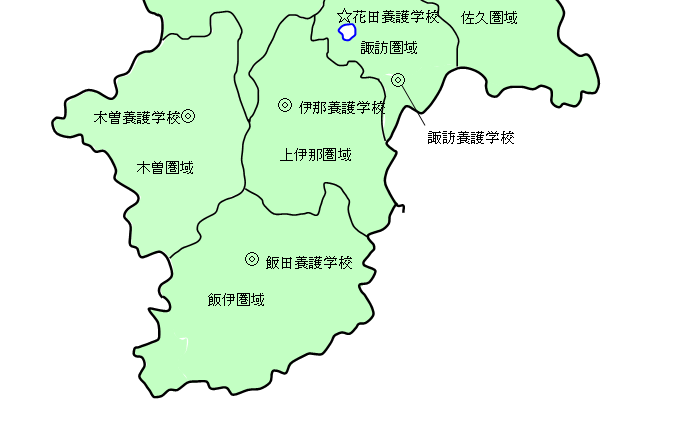 ☆花田養護学校
佐久圏域
諏訪圏域
◎
木曽養護学校◎
◎伊那養護学校
諏訪養護学校
上伊那圏域
木曽圏域
◎飯田養護学校
飯伊圏域